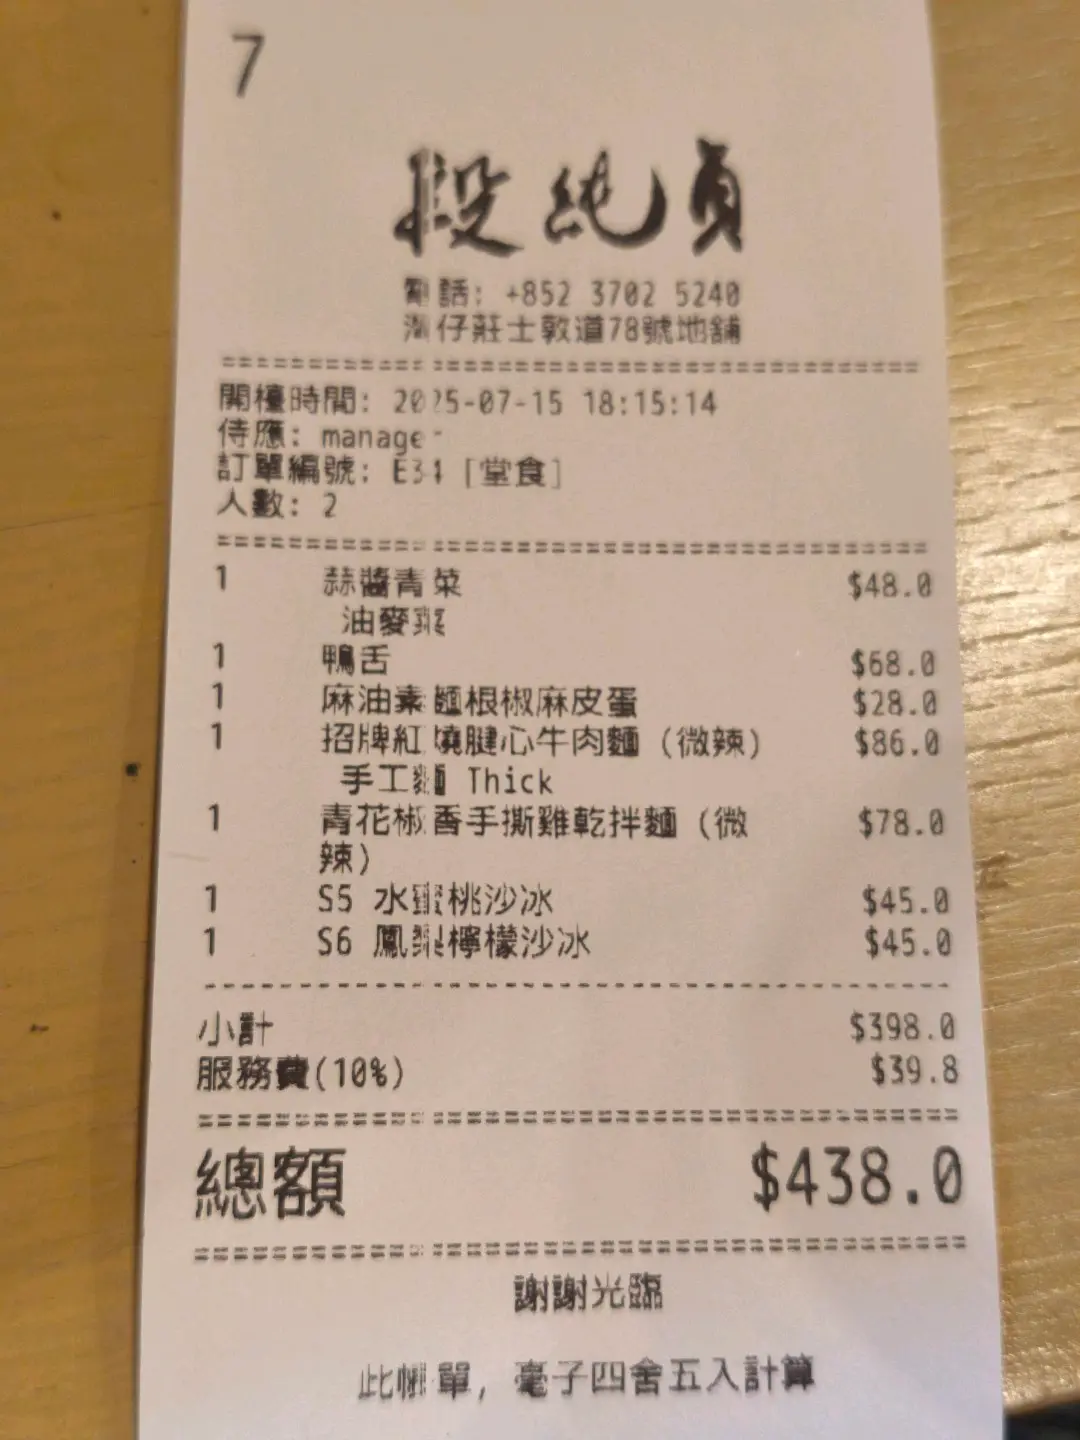 7
段純貞
電話: +852 3702 5240
灣仔莊士敦道78號地舖
開檯時間: 2025-07-15 18:15:14
侍應: manager
訂單編號: E34 [堂食]
人數: 2
1 蒜醬青菜 $48.0
油麥菜
1 鴨舌 $68.0
1 麻油素麵根椒麻皮蛋 $28.0
1 招牌紅燒腱心牛肉麵 (微辣) $86.0
手工麵 Thick
1 青花椒香手撕雞乾拌麵 (微 $78.0
辣)
1 S5 水蜜桃沙冰 $45.0
1 S6 鳳梨檸檬沙冰 $45.0
小計 $398.0
服務費(10%) $39.8
總額 $438.0
謝謝光臨
此帳單, 毫子四舍五入計算